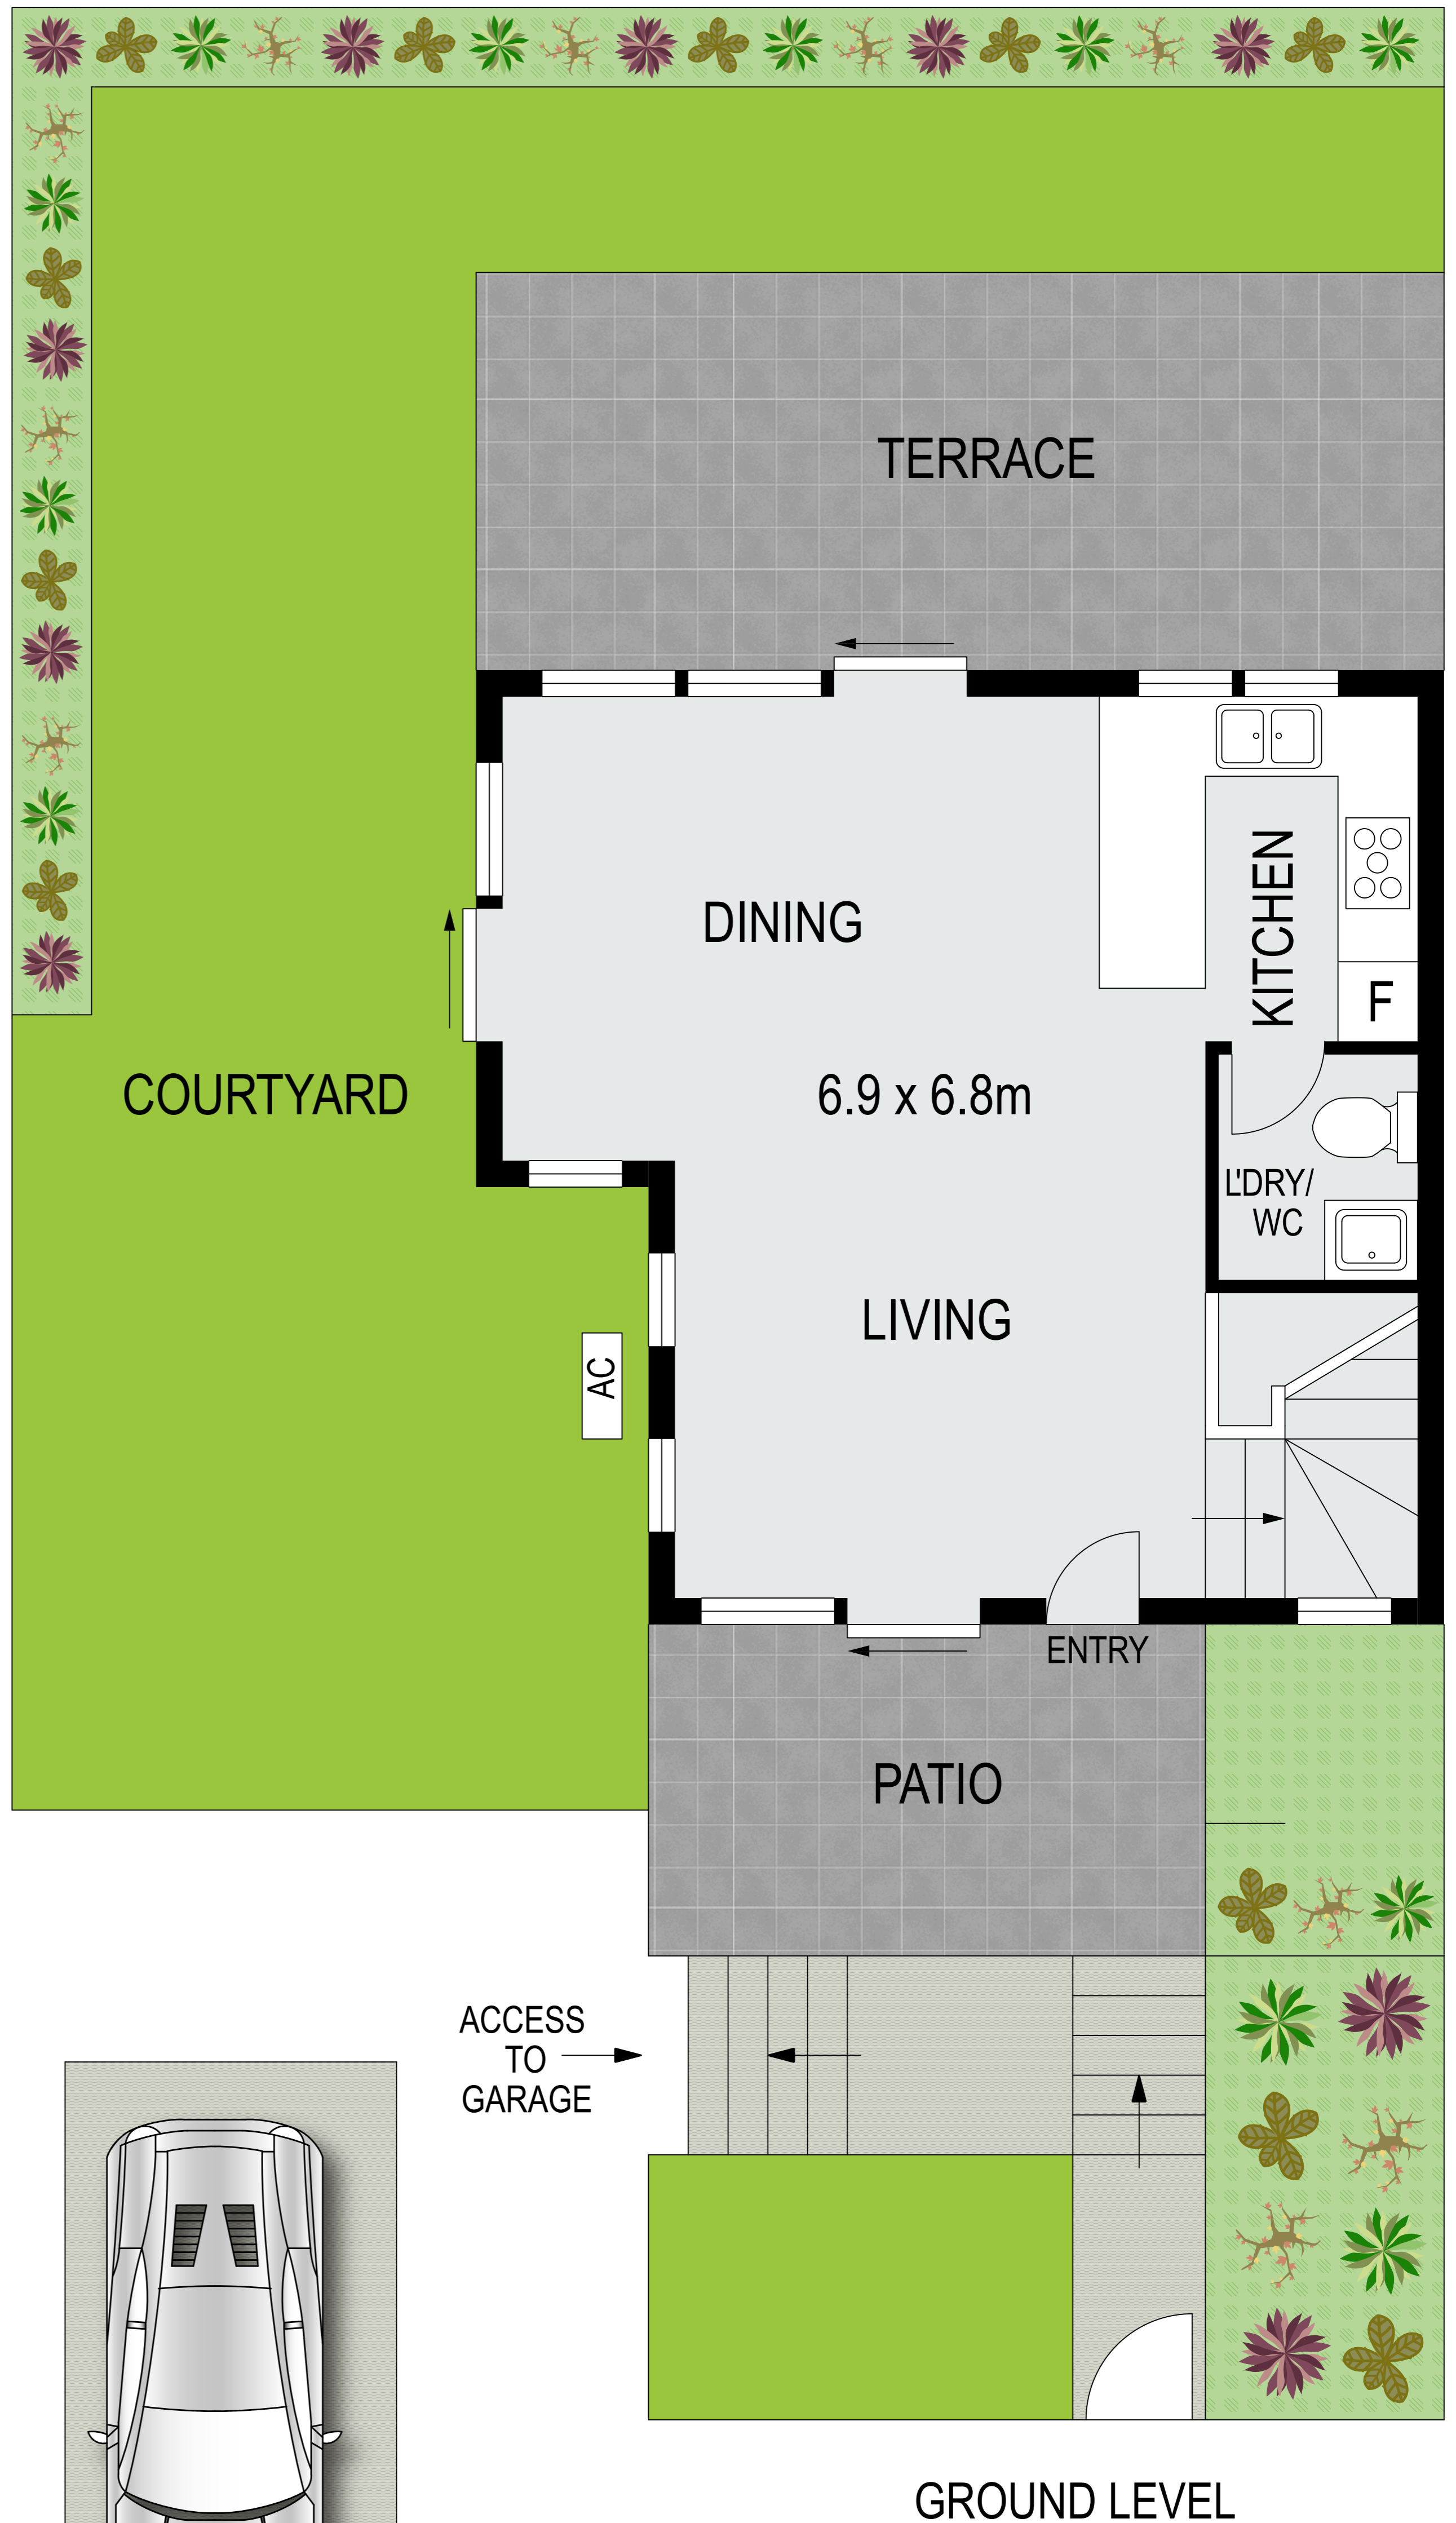 TERRACE
DINING
KITCHEN
F
COURTYARD
6.9 x 6.8m
L'DRY/
WC
LIVING
AC
ENTRY
PATIO
ACCESS
TO
GARAGE
GROUND LEVEL